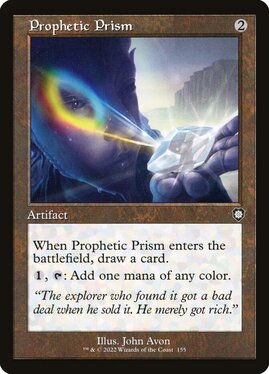 Prophetic Prism 2
Artifact
When Prophetic Prism enters the
battlefield, draw a card.
1, T: Add one mana of any color.
“The explorer who found it got a bad
deal when he sold it. He merely got rich.”
Illus. John Avon
™ & © 2022 Wizards of the Coast 155